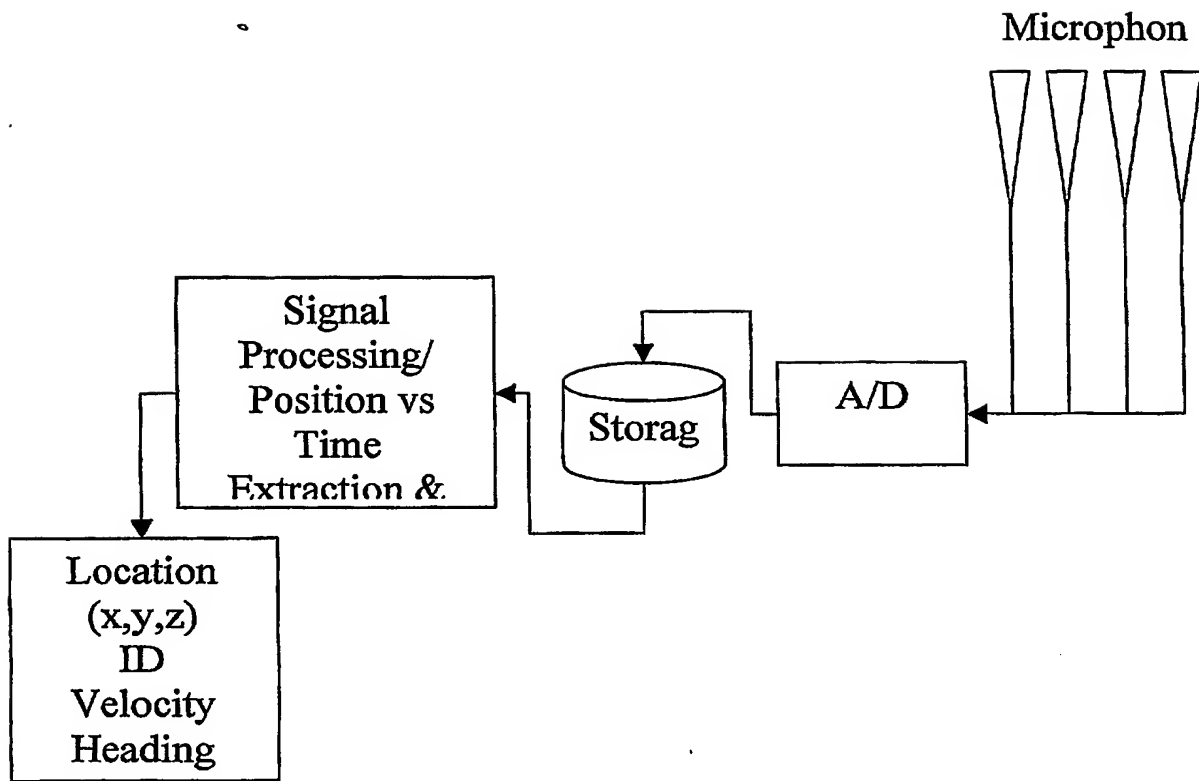 Microphon
Signal
Processing/
Position vs
Time
Extraction &
Storag
A/D
Location
(x,y,z)
ID
Velocity
Heading